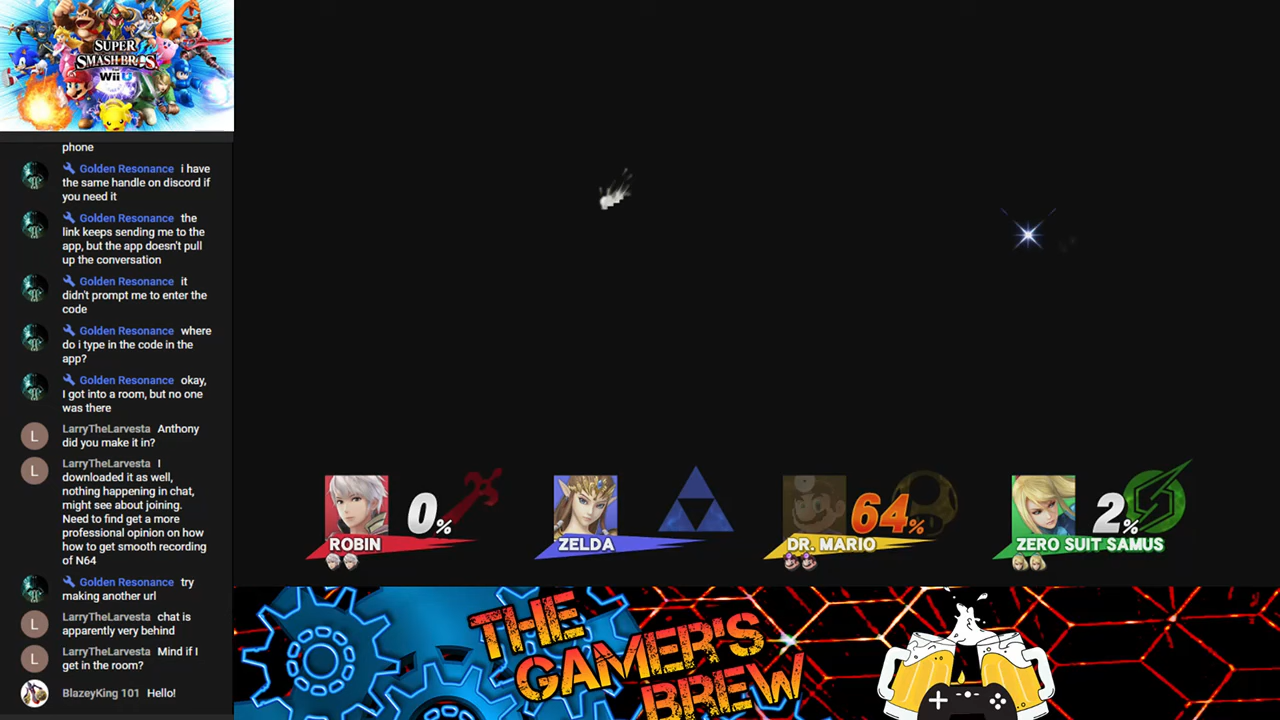 SUPER
SMASH BROS.
Wii U
phone
Golden Resonance i have
the same handle on discord if
you need it
Golden Resonance the
link keeps sending me to the
app, but the app doesn't pull
up the conversation
Golden Resonance it
didn't prompt me to enter the
code
Golden Resonance where
do i type in the code in the
app?
Golden Resonance okay,
I got into a room, but no one
was there
L
LarryTheLarvesta Anthony
did you make it in?
L
LarryTheLarvesta I
downloaded it as well,
nothing happening in chat,
might see about joining.
Need to find get a more
professional opinion on how
how to get smooth recording
of N64
Golden Resonance try
making another url
L
LarryTheLarvesta chat is
apparently very behind
L
LarryTheLarvesta Mind if I
get in the room?
BlazeyKing 101 Hello!
0%
ROBIN
ZELDA
64%
DR. MARIO
2%
ZERO SUIT SAMUS
THE
GAMER'S
BREW